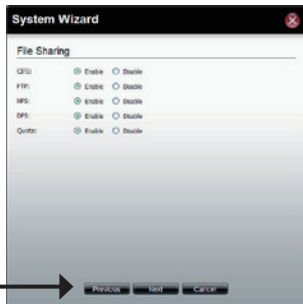 System Wizard
File Sharing
CIFS: Enable Disable
FTP: Enable Disable
NFS: Enable Disable
DFS: Enable Disable
Quota: Enable Disable
Previous Next Cancel